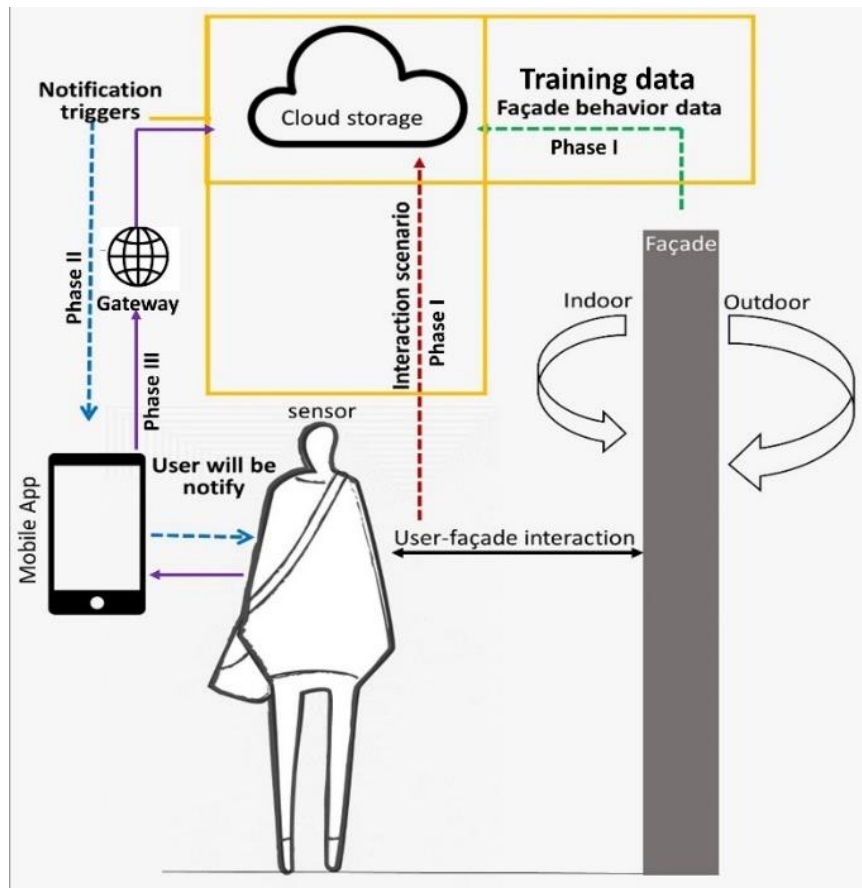 Notification
triggers
Cloud storage
Training data
Façade behavior data
Phase I
Phase II
Gateway
Phase III
Interaction scenario
Phase I
Façade
Indoor
Outdoor
sensor
User will be
notify
Mobile App
User-façade interaction